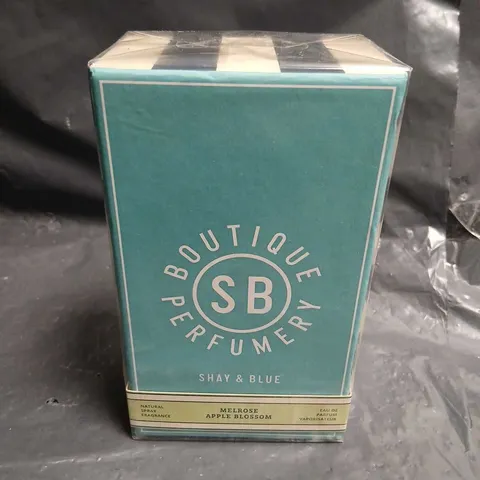 BOUTIQUE
SB
PERFUMERY
SHAY & BLUE
NATURAL
SPRAY
FRAGRANCE
MELROSE
APPLE BLOSSOM
EAU DE
PARFUM
VAPORISATEUR